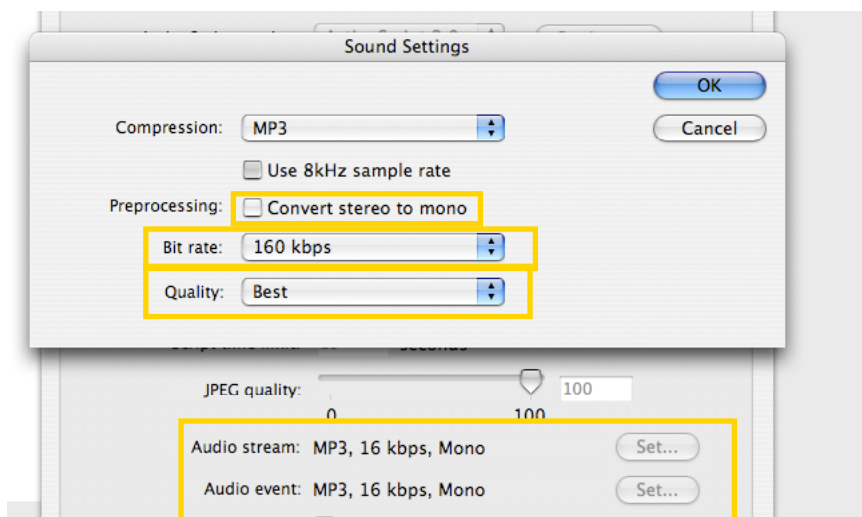 Sound Settings
OK
Compression: MP3
Cancel
Use 8kHz sample rate
Preprocessing: Convert stereo to mono
Bit rate: 160 kbps
Quality: Best
JPEG quality: 100
0 100
Audio stream: MP3, 16 kbps, Mono Set...
Audio event: MP3, 16 kbps, Mono Set...